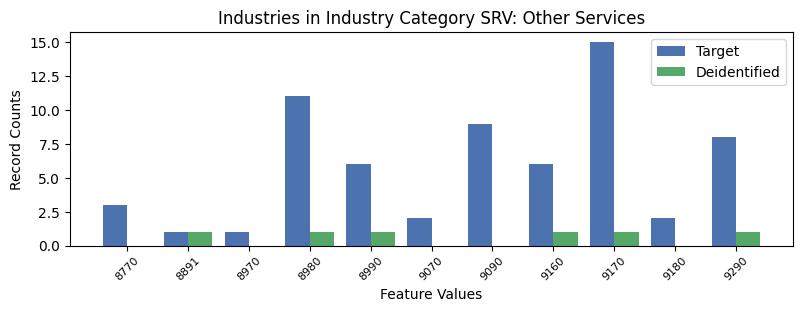 Industries in Industry Category SRV: Other Services
Target
Deidentified
Record Counts
15.0
12.5
10.0
7.5
5.0
2.5
0.0
8770 8891 8970 8980 8990 9070 9090 9160 9170 9180 9290
Feature Values